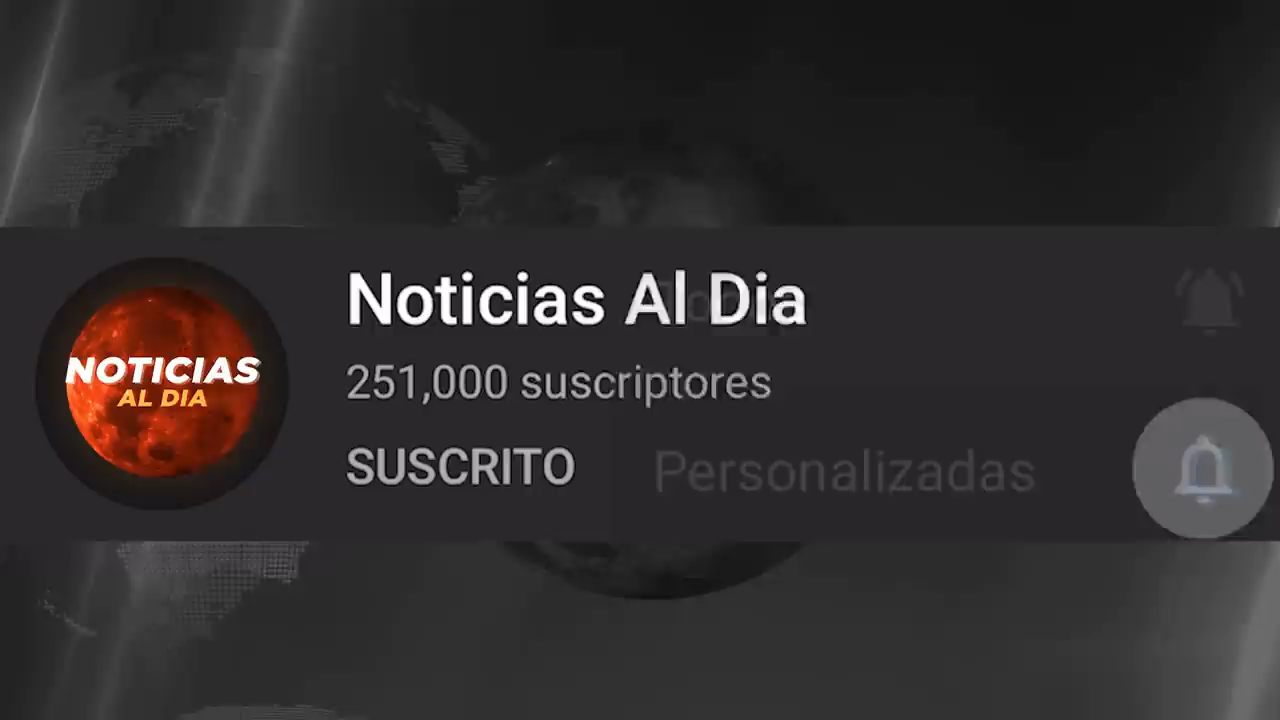 NOTICIAS
AL DIA
Noticias Al Dia
251,000 suscriptores
SUSCRITO
Personalizadas